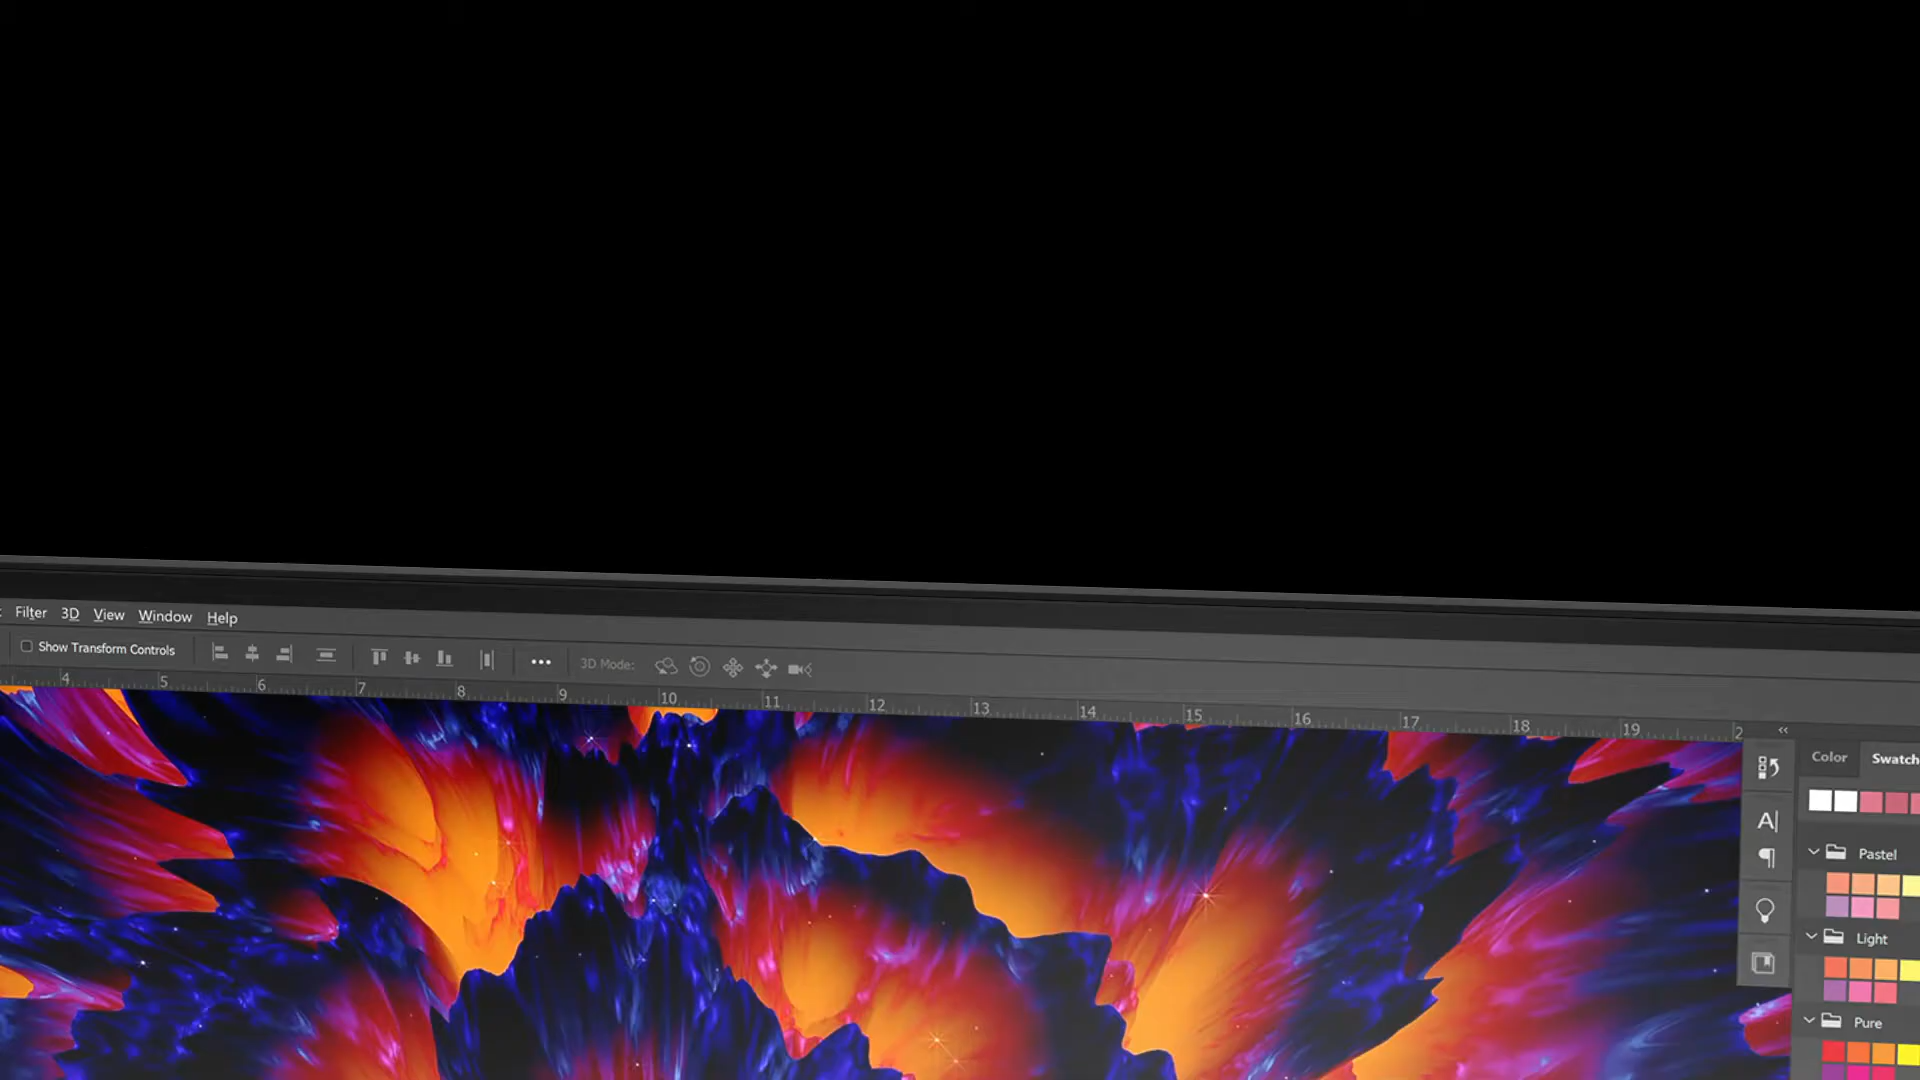 Filter 3D View Window Help
Show Transform Controls ••• 3D Mode:
4 5 6 7 8 9 10 11 12 13 14 15 16 17 18 19 2
Color Swatch
A|
Pastel
Light
Pure